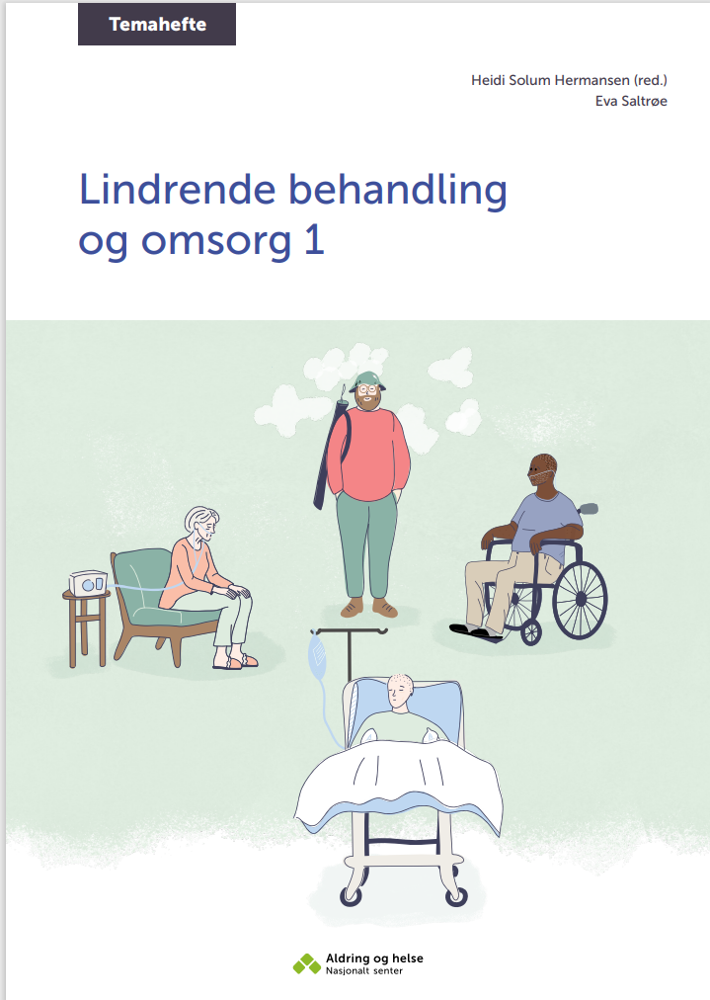 Temahefte
Heidi Solum Hermansen (red.)
Eva Saltrøe
Lindrende behandling
og omsorg 1
Aldring og helse
Nasjonalt senter